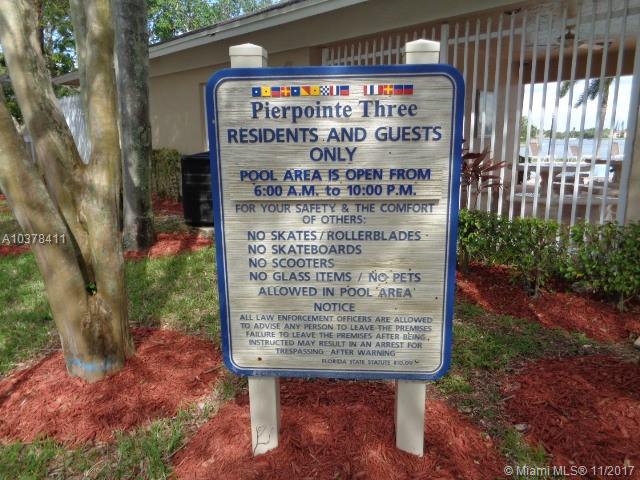 Pierpointe Three
RESIDENTS AND GUESTS
ONLY
POOL AREA IS OPEN FROM
6:00 A.M. to 10:00 P.M.
FOR YOUR SAFETY & THE COMFORT
OF OTHERS:
NO SKATES/ROLLERBLADES
NO SKATEBOARDS
NO SCOOTERS
NO GLASS ITEMS / NO PETS
ALLOWED IN POOL AREA
NOTICE
ALL LAW ENFORCEMENT OFFICERS ARE ALLOWED
TO ADVISE ANY PERSON TO LEAVE THE PREMISES
FAILURE TO LEAVE THE PREMISES AFTER BEING
INSTRUCTED MAY RESULT IN AN ARREST FOR
TRESPASSING AFTER WARNING
FLORIDA STATE STATUTE 810.09
A10378411
© Miami MLS® 11/2017